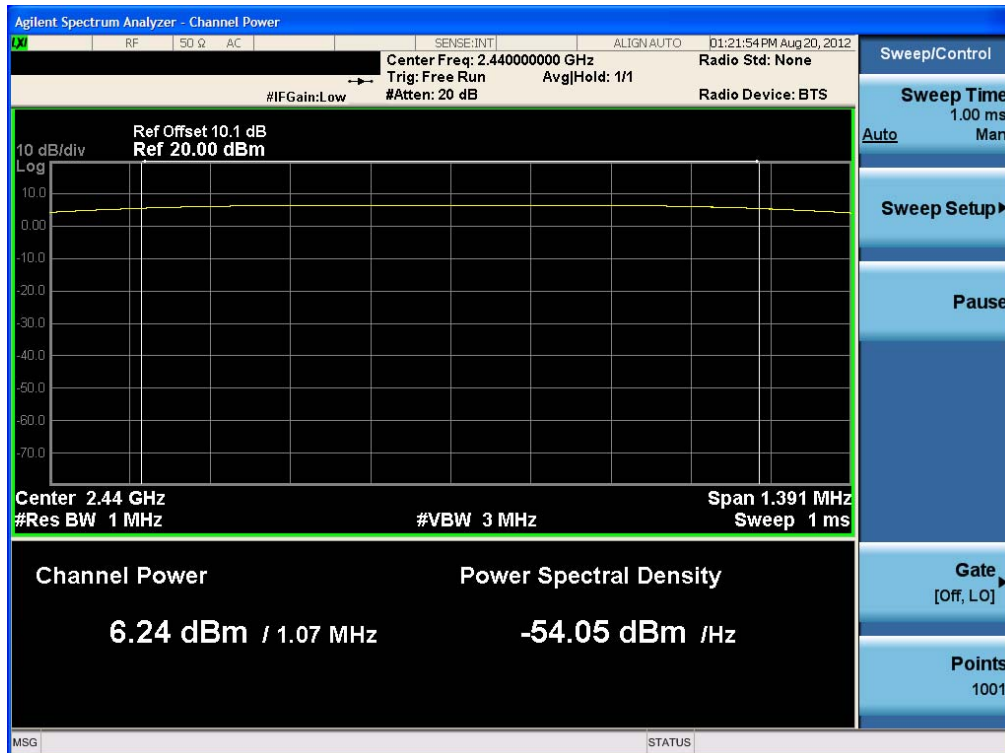 Agilent Spectrum Analyzer - Channel Power
LXI RF 50 Ω AC SENSE:INT ALIGN AUTO 01:21:54 PM Aug 20, 2012
Center Freq: 2.440000000 GHz Radio Std: None
Trig: Free Run Avg|Hold: 1/1
#IFGain:Low #Atten: 20 dB Radio Device: BTS
Ref Offset 10.1 dB
10 dB/div Ref 20.00 dBm
Log
10.0
0.00
-10.0
-20.0
-30.0
-40.0
-50.0
-60.0
-70.0
Center 2.44 GHz Span 1.391 MHz
#Res BW 1 MHz #VBW 3 MHz Sweep 1 ms
Channel Power Power Spectral Density
6.24 dBm / 1.07 MHz -54.05 dBm /Hz
MSG STATUS
Sweep/Control
Sweep Time
1.00 ms
Auto Man
Sweep Setup
Pause
Gate
[Off, LO]
Points
1001